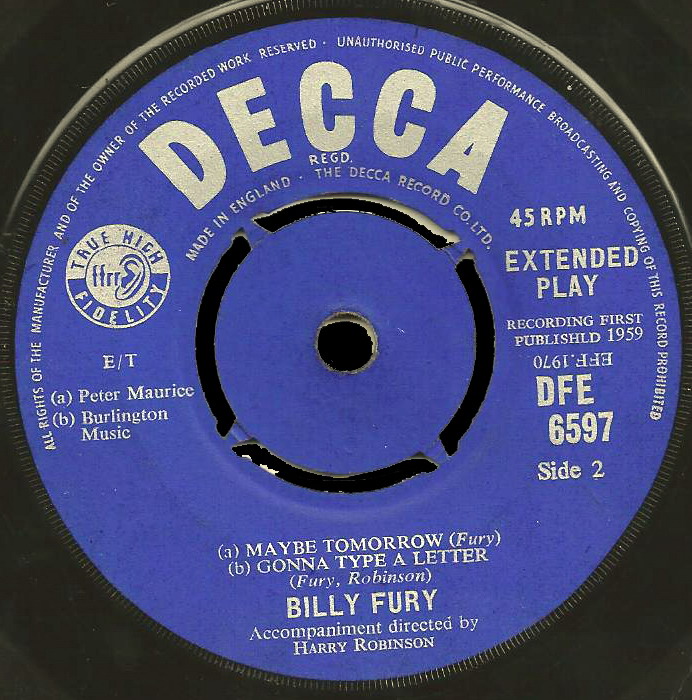 ALL RIGHTS OF THE MANUFACTURER AND OF THE OWNER OF THE RECORDED WORK RESERVED · UNAUTHORISED PUBLIC PERFORMANCE BROADCASTING AND COPYING OF THIS RECORD PROHIBITED
DECCA
REGD.
MADE IN ENGLAND · THE DECCA RECORD CO. LTD.
TRUE HIGH
ffrr
FIDELITY
E/T
(a) Peter Maurice
(b) Burlington
Music
45 RPM
EXTENDED
PLAY
RECORDING FIRST
PUBLISHLD 1959
EFF.1970
DFE
6597
Side 2
(a) MAYBE TOMORROW (Fury)
(b) GONNA TYPE A LETTER
(Fury, Robinson)
BILLY FURY
Accompaniment directed by
HARRY ROBINSON